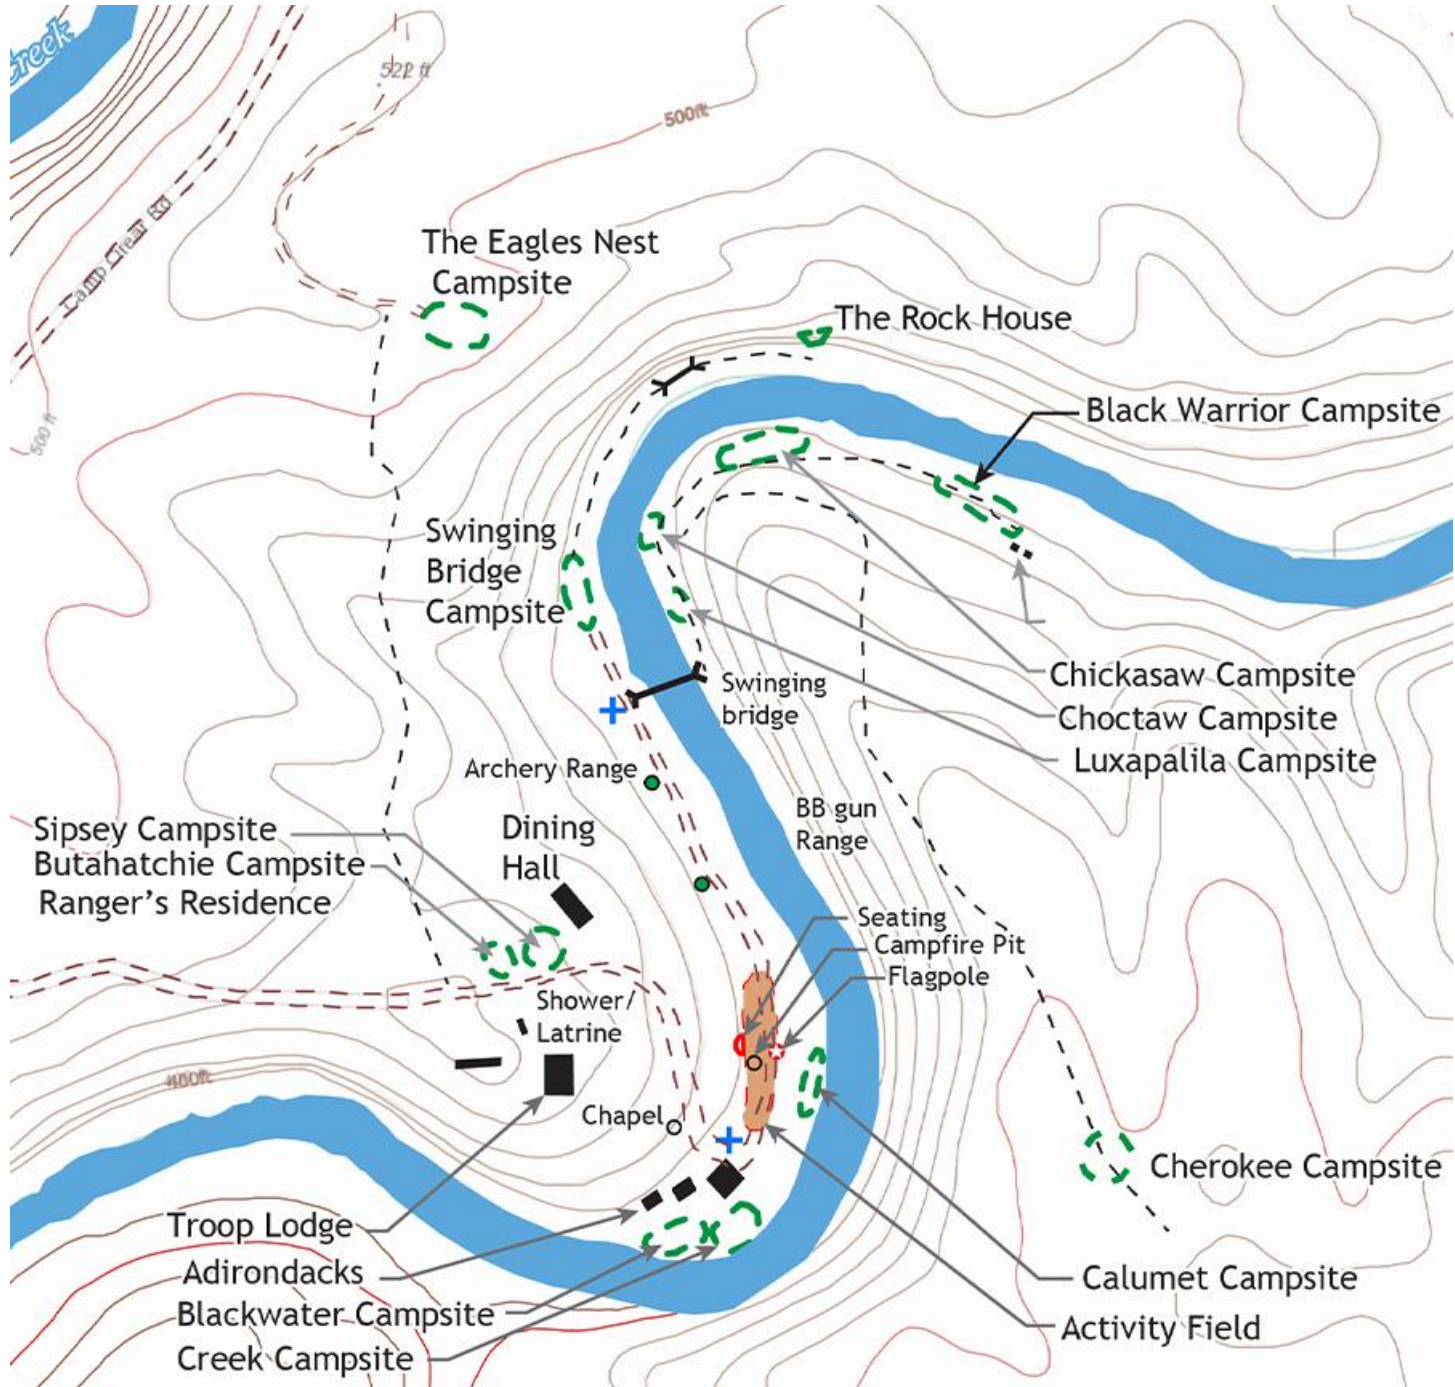 Creek
522 ft
500ft
Camp Orear Rd
The Eagles Nest
Campsite
The Rock House
Black Warrior Campsite
500 ft
Swinging
Bridge
Campsite
Chickasaw Campsite
Swinging
bridge
Choctaw Campsite
Luxapalila Campsite
Archery Range
BB gun
Range
Sipsey Campsite
Dining
Hall
Butahatchie Campsite
Ranger's Residence
Seating
Campfire Pit
Flagpole
Shower/
Latrine
400ft
Chapel
Cherokee Campsite
Troop Lodge
Adirondacks
Calumet Campsite
Blackwater Campsite
Activity Field
Creek Campsite